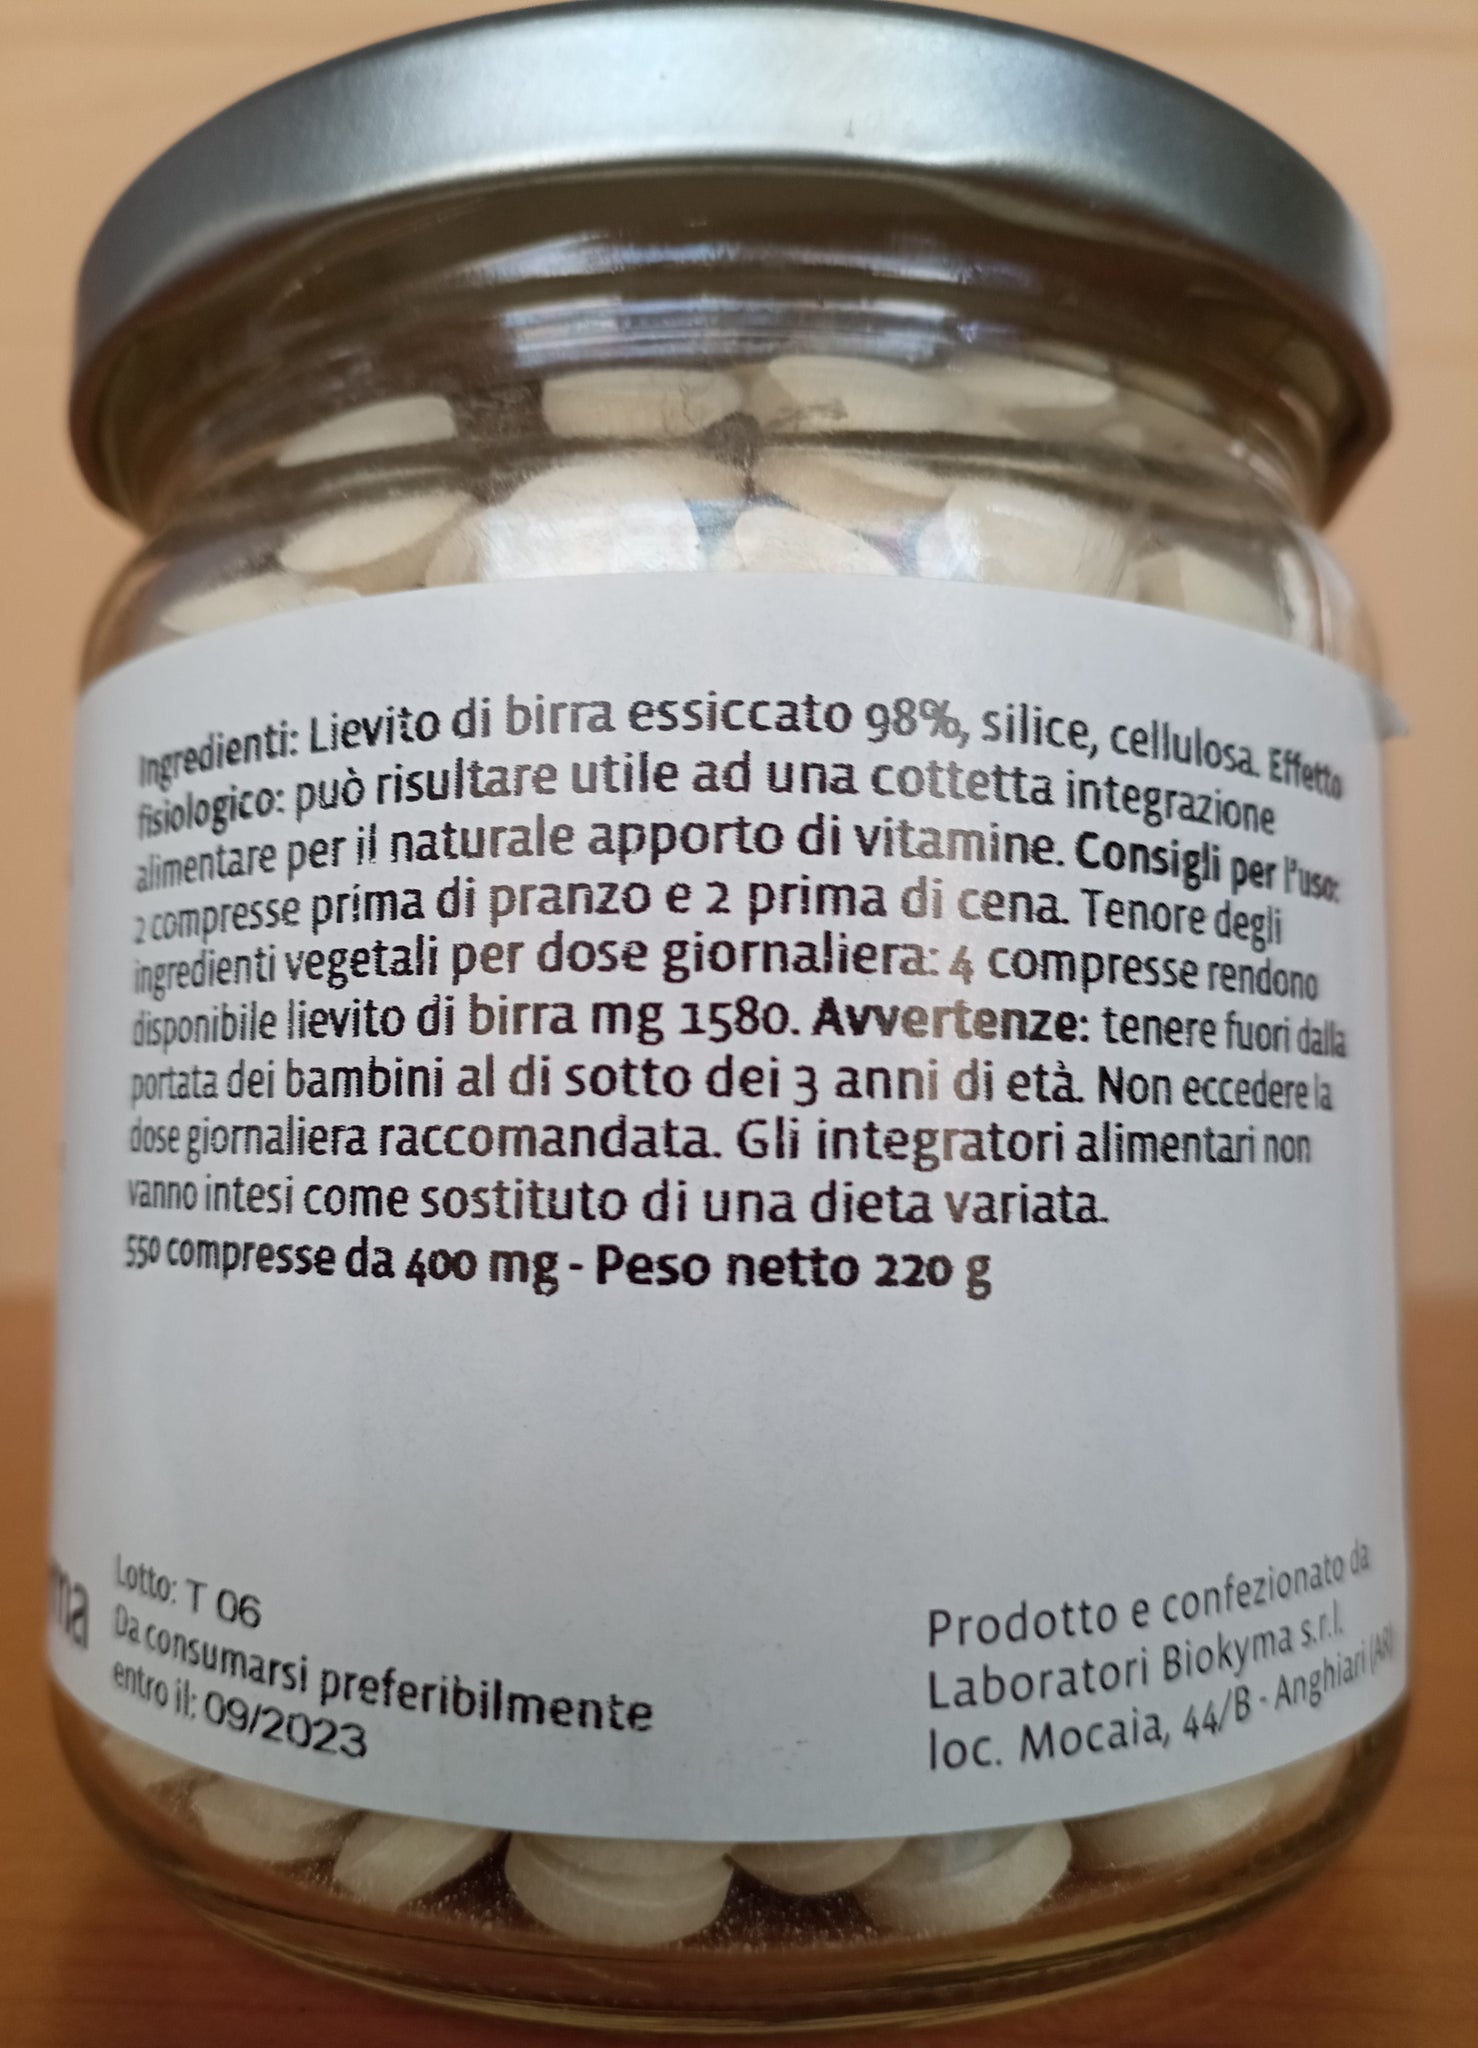 Ingredienti: Lievito di birra essiccato 98%, silice, cellulosa. Effetto
fisiologico: può risultare utile ad una cottetta integrazione
alimentare per il naturale apporto di vitamine. Consigli per l'uso:
2 compresse prima di pranzo e 2 prima di cena. Tenore degli
ingredienti vegetali per dose giornaliera: 4 compresse rendono
disponibile lievito di birra mg 1580. Avvertenze: tenere fuori dalla
portata dei bambini al di sotto dei 3 anni di età. Non eccedere la
dose giornaliera raccomandata. Gli integratori alimentari non
vanno intesi come sostituto di una dieta variata.
550 compresse da 400 mg - Peso netto 220 g
Lotto: T 06
Da consumarsi preferibilmente
entro il: 09/2023
Prodotto e confezionato da
Laboratori Biokyma s.r.l.
loc. Mocaia, 44/B - Anghiari (AR)